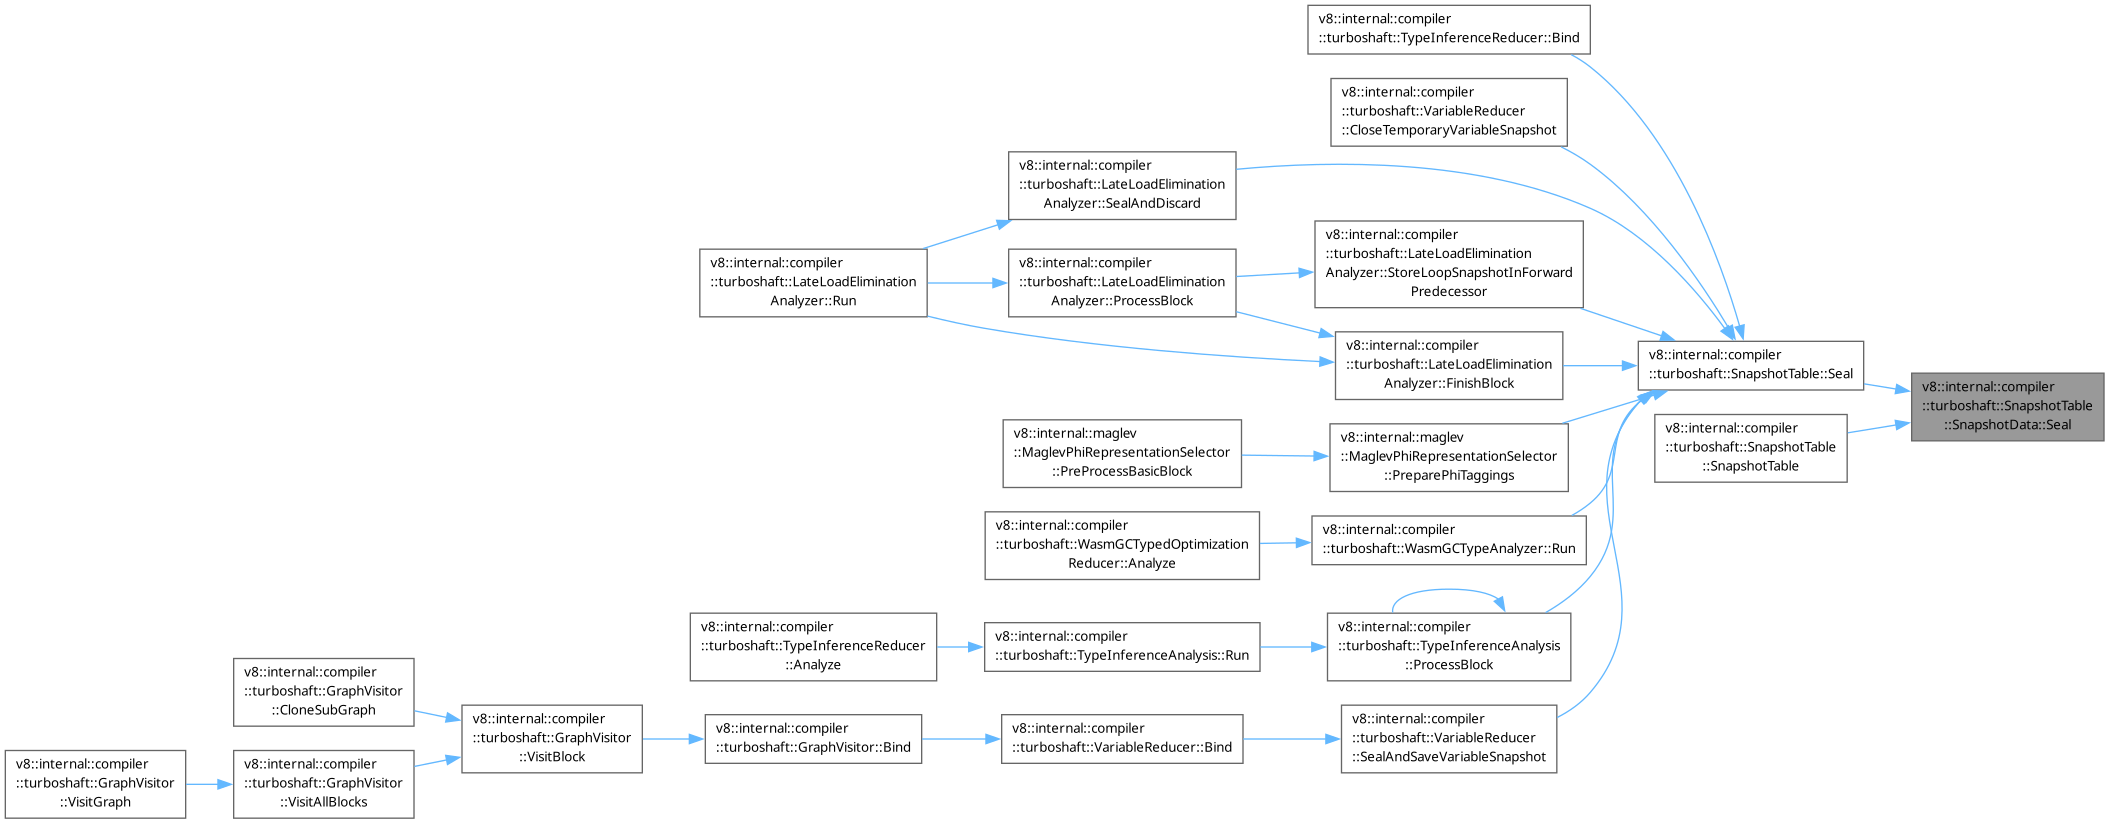 v8::internal::compiler
::turboshaft::TypeInferenceReducer::Bind
v8::internal::compiler
::turboshaft::VariableReducer
::CloseTemporaryVariableSnapshot
v8::internal::compiler
::turboshaft::LateLoadElimination
Analyzer::SealAndDiscard
v8::internal::compiler
::turboshaft::LateLoadElimination
Analyzer::StoreLoopSnapshotInForward
Predecessor
v8::internal::compiler
::turboshaft::LateLoadElimination
Analyzer::Run
v8::internal::compiler
::turboshaft::LateLoadElimination
Analyzer::ProcessBlock
v8::internal::compiler
::turboshaft::LateLoadElimination
Analyzer::FinishBlock
v8::internal::compiler
::turboshaft::SnapshotTable::Seal
v8::internal::compiler
::turboshaft::SnapshotTable
::SnapshotData::Seal
v8::internal::compiler
::turboshaft::SnapshotTable
::SnapshotTable
v8::internal::maglev
::MaglevPhiRepresentationSelector
::PreProcessBasicBlock
v8::internal::maglev
::MaglevPhiRepresentationSelector
::PreparePhiTaggings
v8::internal::compiler
::turboshaft::WasmGCTypedOptimization
Reducer::Analyze
v8::internal::compiler
::turboshaft::WasmGCTypeAnalyzer::Run
v8::internal::compiler
::turboshaft::TypeInferenceReducer
::Analyze
v8::internal::compiler
::turboshaft::TypeInferenceAnalysis::Run
v8::internal::compiler
::turboshaft::TypeInferenceAnalysis
::ProcessBlock
v8::internal::compiler
::turboshaft::GraphVisitor
::CloneSubGraph
v8::internal::compiler
::turboshaft::GraphVisitor
::VisitBlock
v8::internal::compiler
::turboshaft::GraphVisitor::Bind
v8::internal::compiler
::turboshaft::VariableReducer::Bind
v8::internal::compiler
::turboshaft::VariableReducer
::SealAndSaveVariableSnapshot
v8::internal::compiler
::turboshaft::GraphVisitor
::VisitGraph
v8::internal::compiler
::turboshaft::GraphVisitor
::VisitAllBlocks